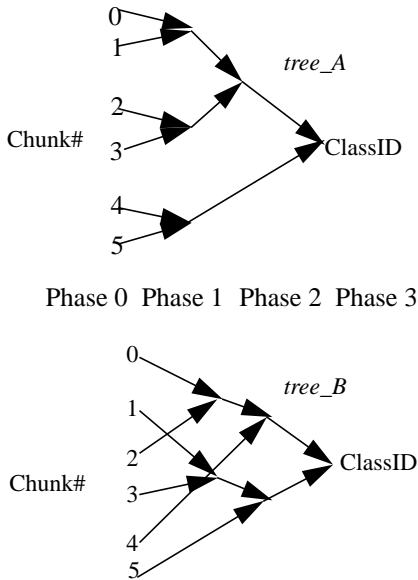 0
1
tree_A
2
Chunk#
3
ClassID
4
5
Phase 0 Phase 1 Phase 2 Phase 3
0
tree_B
1
2
ClassID
Chunk#
3
4
5